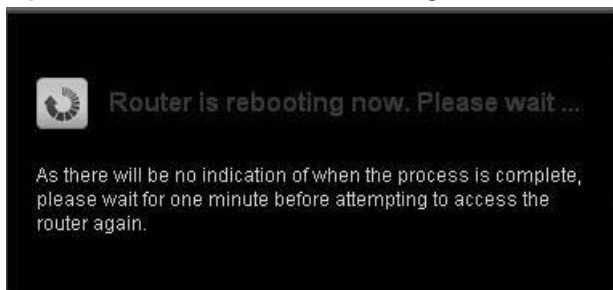 Router is rebooting now. Please wait ...
As there will be no indication of when the process is complete,
please wait for one minute before attempting to access the
router again.